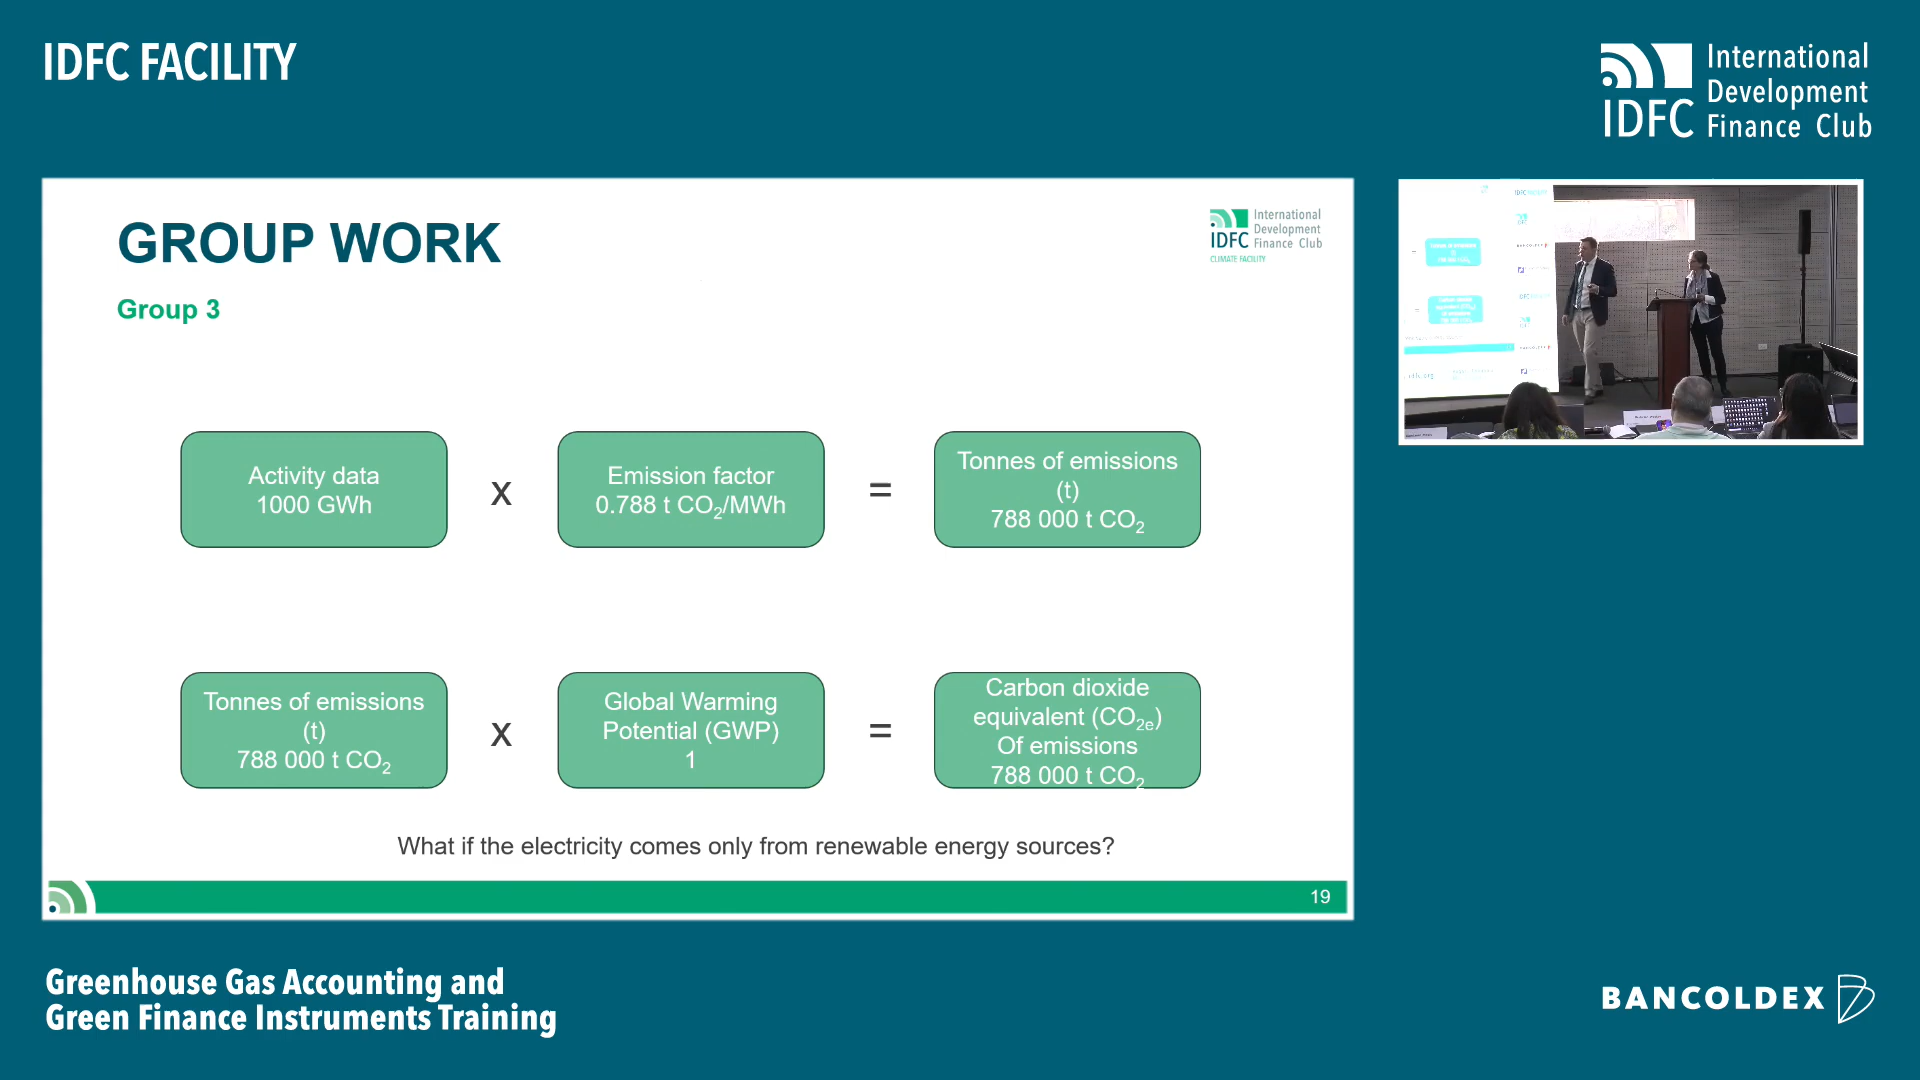 IDFC FACILITY
IDFC
International
Development
Finance Club
GROUP WORK
Group 3
IDFC
International
Development
Finance Club
CLIMATE FACILITY
Activity data
1000 GWh
x
Emission factor
0.788 t CO₂/MWh
=
Tonnes of emissions
(t)
788 000 t CO₂
Tonnes of emissions
(t)
788 000 t CO₂
x
Global Warming
Potential (GWP)
1
=
Carbon dioxide
equivalent (CO₂ₑ)
Of emissions
788 000 t CO₂
What if the electricity comes only from renewable energy sources?
19
Greenhouse Gas Accounting and
Green Finance Instruments Training
BANCOLDEX